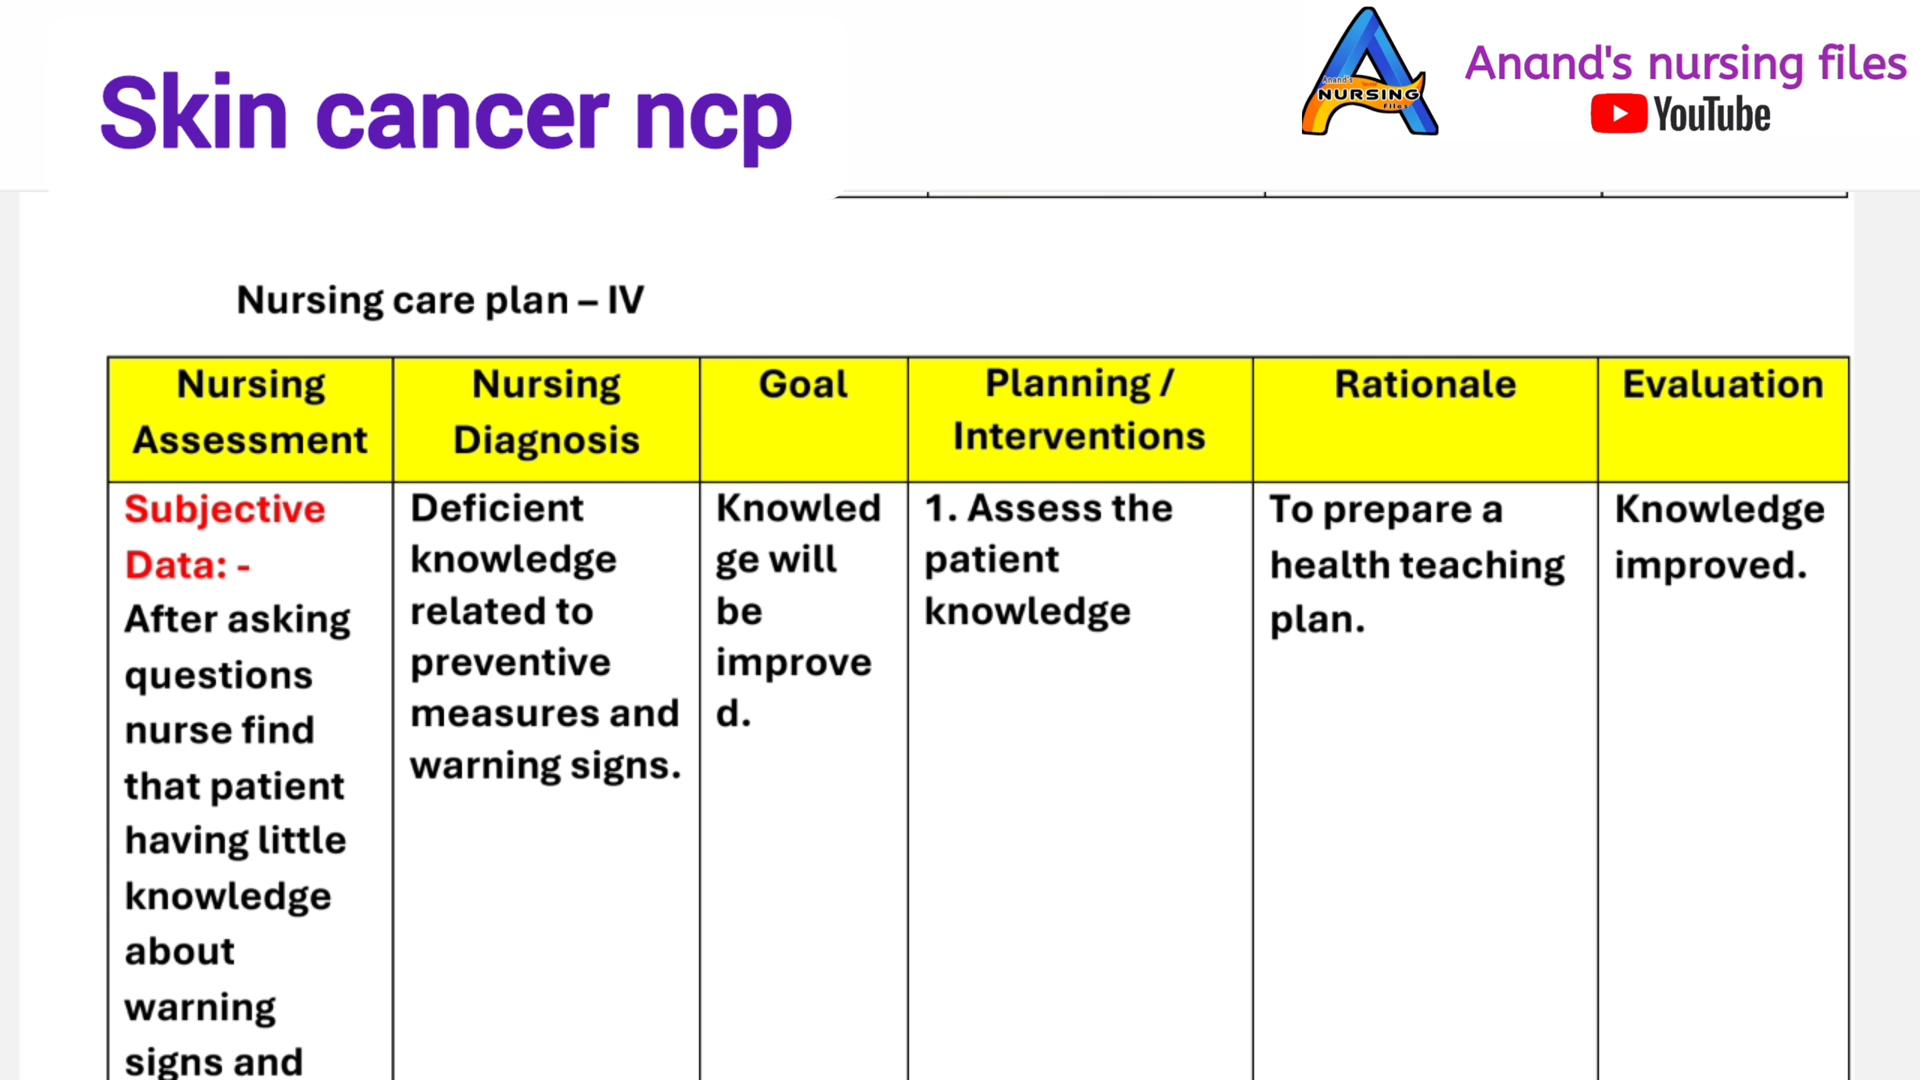 Skin cancer ncp
Anand's
NURSING
Files
Anand's nursing files
YouTube
Nursing care plan – IV
Nursing
Assessment
Nursing
Diagnosis
Goal
Planning /
Interventions
Rationale
Evaluation
Subjective
Data: -
After asking
questions
nurse find
that patient
having little
knowledge
about
warning
signs and
Deficient
knowledge
related to
preventive
measures and
warning signs.
Knowled
ge will
be
improve
d.
1. Assess the
patient
knowledge
To prepare a
health teaching
plan.
Knowledge
improved.